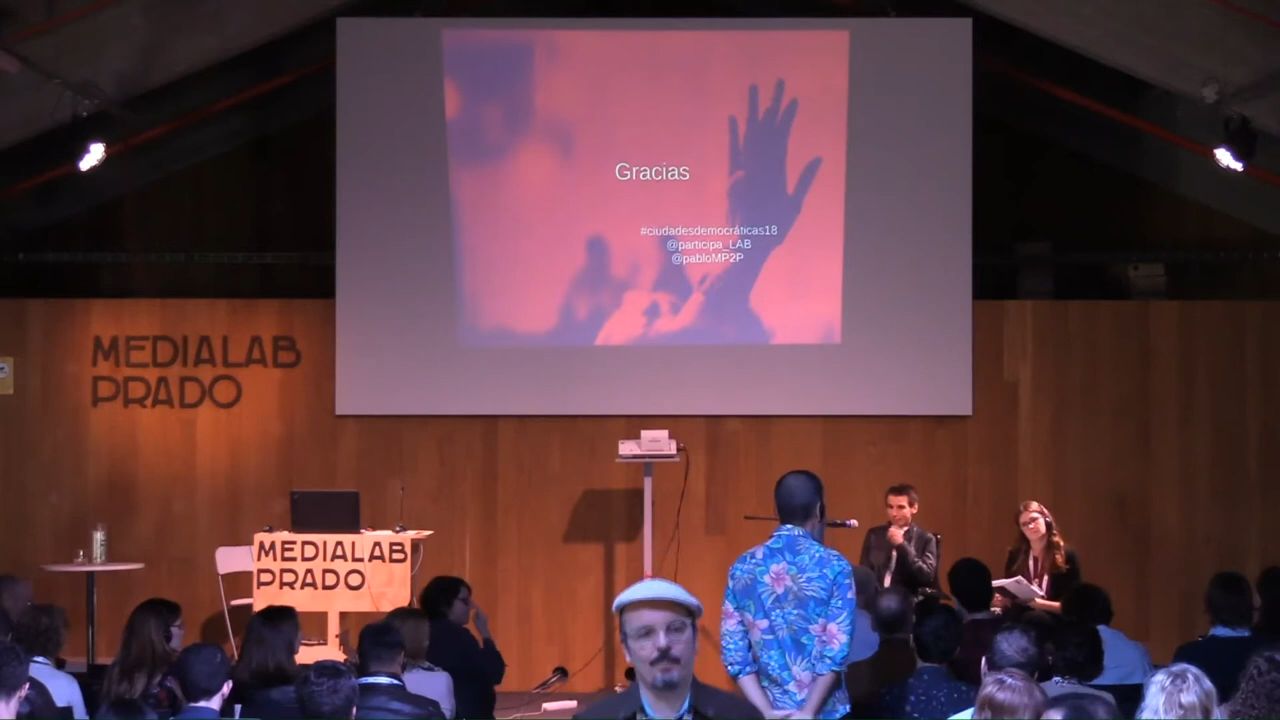 Gracias
#ciudadesdemocráticas18
@participa_LAB
@pabloMP2P
MEDIALAB
PRADO
MEDIALAB
PRADO